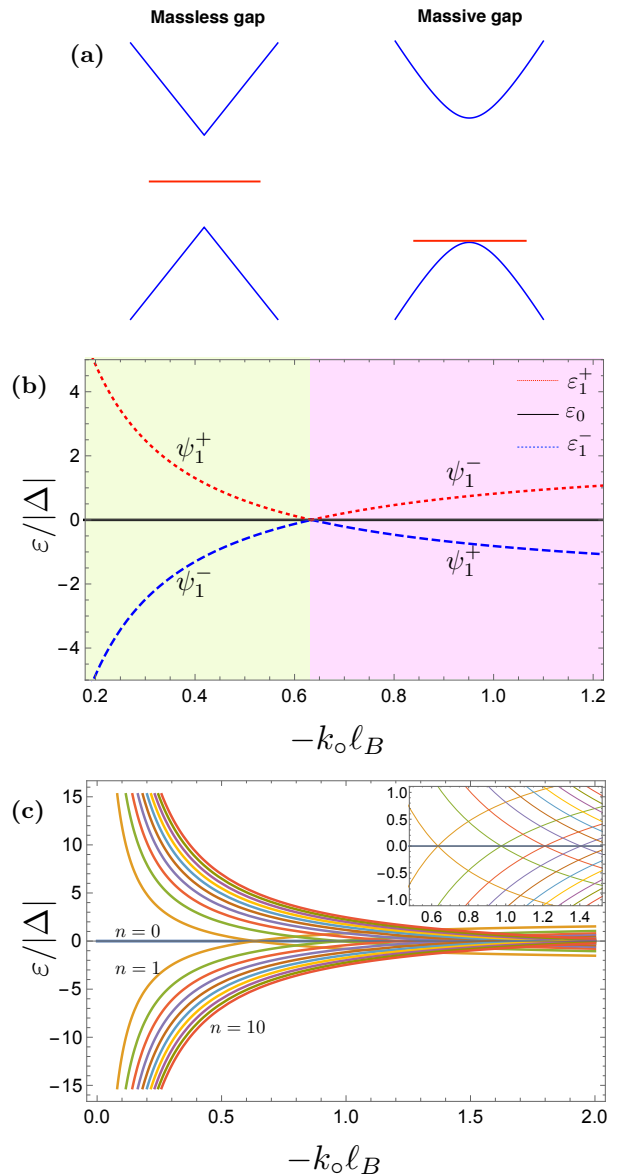 Massless gap Massive gap
(a)
(b)
4
2
0
−2
−4
ε/|Δ|
ψ₁⁺
ψ₁⁻
ψ₁⁻
ψ₁⁺
ε₁⁺
ε₀
ε₁⁻
0.2 0.4 0.6 0.8 1.0 1.2
−k∘ℓ_B
(c)
15
10
5
0
−5
−10
−15
ε/|Δ|
n = 0
n = 1
n = 10
1.0
0.5
0.0
−0.5
−1.0
0.6 0.8 1.0 1.2 1.4
0.0 0.5 1.0 1.5 2.0
−k∘ℓ_B